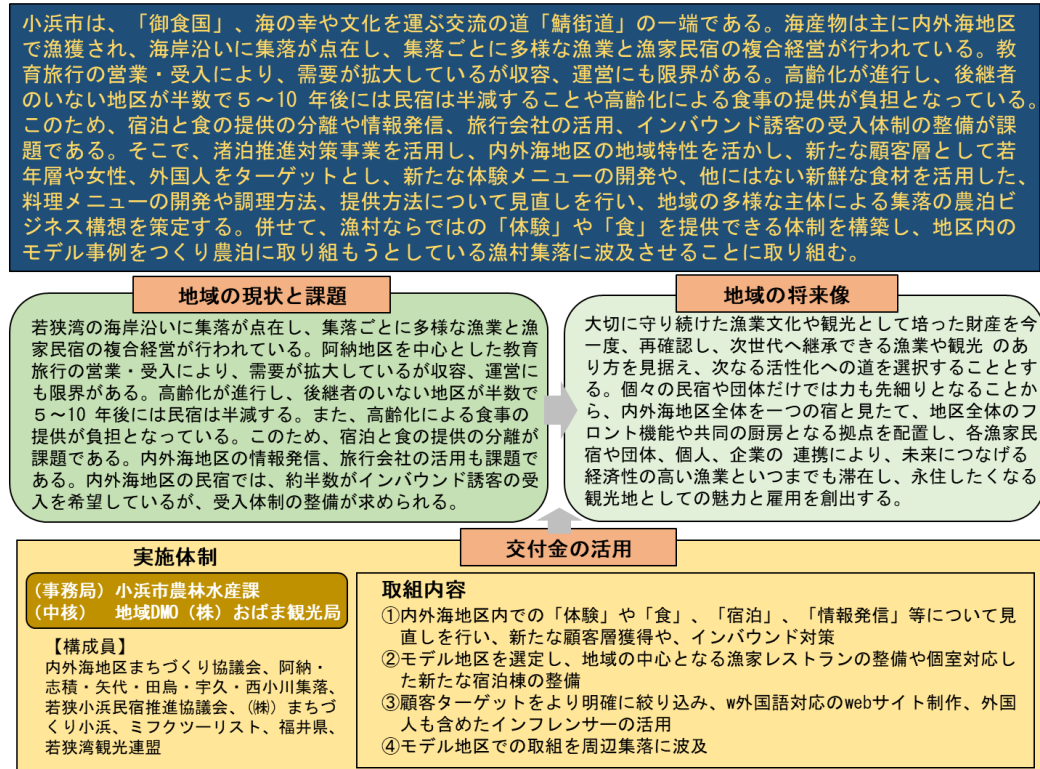 小浜市は、「御食国」、海の幸や文化を運ぶ交流の道「鯖街道」の一端である。海産物は主に内外海地区
で漁獲され、海岸沿いに集落が点在し、集落ごとに多様な漁業と漁家民宿の複合経営が行われている。教
育旅行の営業・受入により、需要が拡大しているが収容、運営にも限界がある。高齢化が進行し、後継者
のいない地区が半数で５～10 年後には民宿は半減することや高齢化による食事の提供が負担となっている。
このため、宿泊と食の提供の分離や情報発信、旅行会社の活用、インバウンド誘客の受入体制の整備が課
題である。そこで、渚泊推進対策事業を活用し、内外海地区の地域特性を活かし、新たな顧客層として若
年層や女性、外国人をターゲットとし、新たな体験メニューの開発や、他にはない新鮮な食材を活用した、
料理メニューの開発や調理方法、提供方法について見直しを行い、地域の多様な主体による集落の農泊ビ
ジネス構想を策定する。併せて、漁村ならではの「体験」や「食」を提供できる体制を構築し、地区内の
モデル事例をつくり農泊に取り組もうとしている漁村集落に波及させることに取り組む。
地域の現状と課題
若狭湾の海岸沿いに集落が点在し、集落ごとに多様な漁業と漁
家民宿の複合経営が行われている。阿納地区を中心とした教育
旅行の営業・受入により、需要が拡大しているが収容、運営に
も限界がある。高齢化が進行し、後継者のいない地区が半数で
５～10 年後には民宿は半減する。また、高齢化による食事の
提供が負担となっている。このため、宿泊と食の提供の分離が
課題である。内外海地区の情報発信、旅行会社の活用も課題で
ある。内外海地区の民宿では、約半数がインバウンド誘客の受
入を希望しているが、受入体制の整備が求められる。
地域の将来像
大切に守り続けた漁業文化や観光として培った財産を今
一度、再確認し、次世代へ継承できる漁業や観光 のあ
り方を見据え、次なる活性化への道を選択することとす
る。個々の民宿や団体だけでは力も先細りとなることか
ら、内外海地区全体を一つの宿と見たて、地区全体のフ
ロント機能や共同の厨房となる拠点を配置し、各漁家民
宿や団体、個人、企業の 連携により、未来につなげる
経済性の高い漁業といつまでも滞在し、永住したくなる
観光地としての魅力と雇用を創出する。
交付金の活用
実施体制
（事務局）小浜市農林水産課
（中核） 地域DMO（株）おばま観光局
【構成員】
内外海地区まちづくり協議会、阿納・
志積・矢代・田烏・宇久・西小川集落、
若狭小浜民宿推進協議会、（㈱）まちづ
くり小浜、ミフクツーリスト、福井県、
若狭湾観光連盟
取組内容
①内外海地区内での「体験」や「食」、「宿泊」、「情報発信」等について見
直しを行い、新たな顧客層獲得や、インバウンド対策
②モデル地区を選定し、地域の中心となる漁家レストランの整備や個室対応し
た新たな宿泊棟の整備
③顧客ターゲットをより明確に絞り込み、w外国語対応のwebサイト制作、外国
人も含めたインフレンサーの活用
④モデル地区での取組を周辺集落に波及